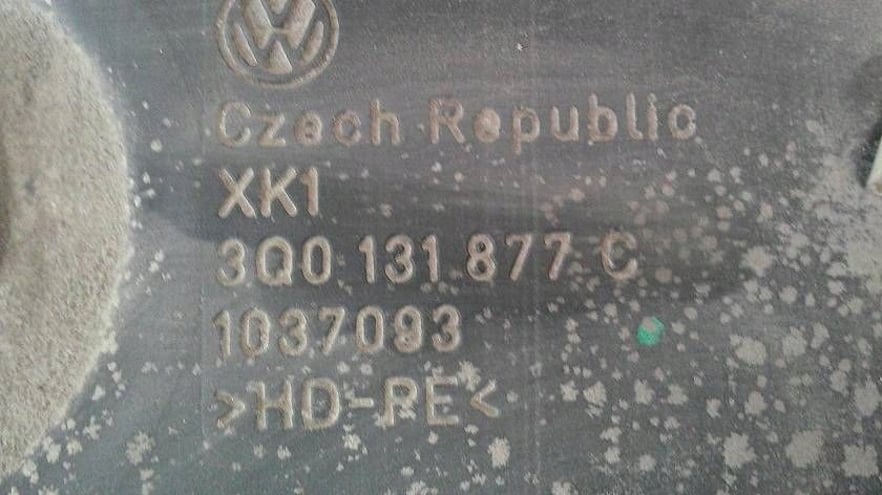 Czech Republic
XK1
3Q0 131 877 C
1037093
>HD-PE<